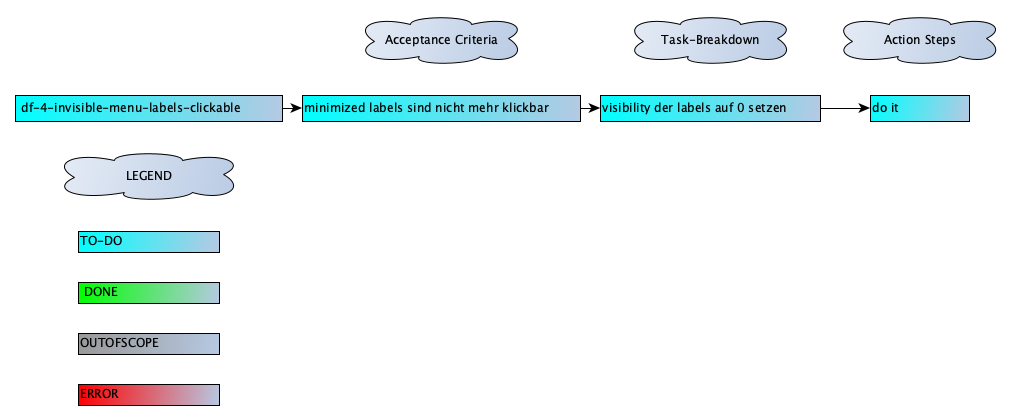 Acceptance Criteria
Task-Breakdown
Action Steps
df-4-invisible-menu-labels-clickable
minimized labels sind nicht mehr klickbar
visibility der labels auf 0 setzen
do it
LEGEND
TO-DO
DONE
OUTOFSCOPE
ERROR